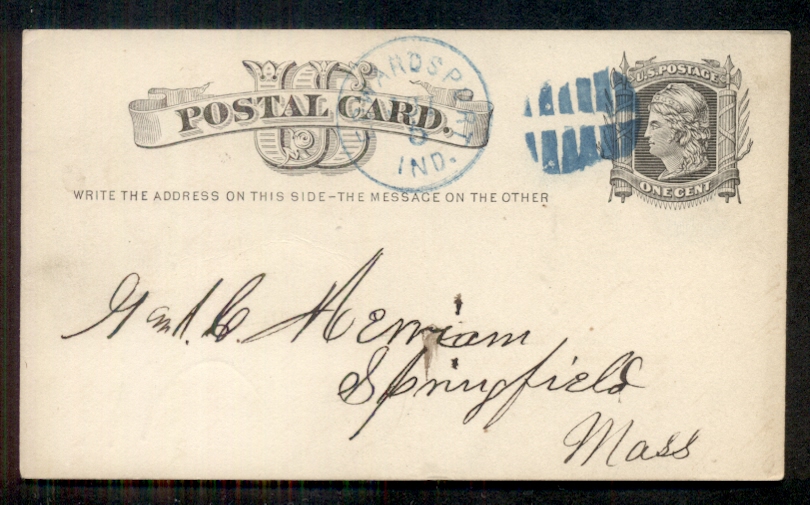 POSTAL CARD.
U.S. POSTAGE
ONE CENT
IND.
WRITE THE ADDRESS ON THIS SIDE-THE MESSAGE ON THE OTHER
G and C Merriam
Springfield
Mass